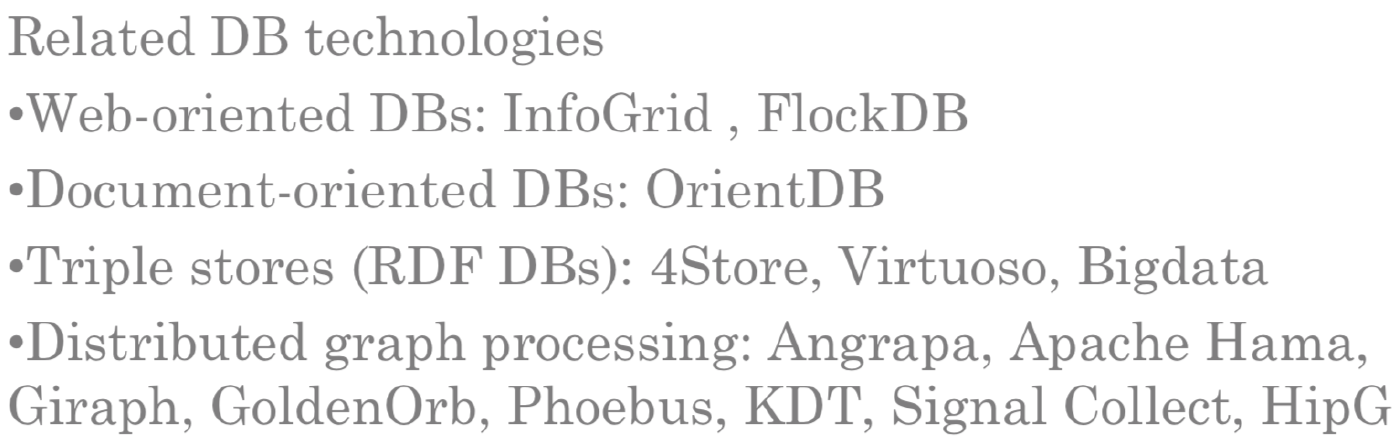 Related DB technologies
•Web-oriented DBs: InfoGrid , FlockDB
•Document-oriented DBs: OrientDB
•Triple stores (RDF DBs): 4Store, Virtuoso, Bigdata
•Distributed graph processing: Angrapa, Apache Hama,
Giraph, GoldenOrb, Phoebus, KDT, Signal Collect, HipG